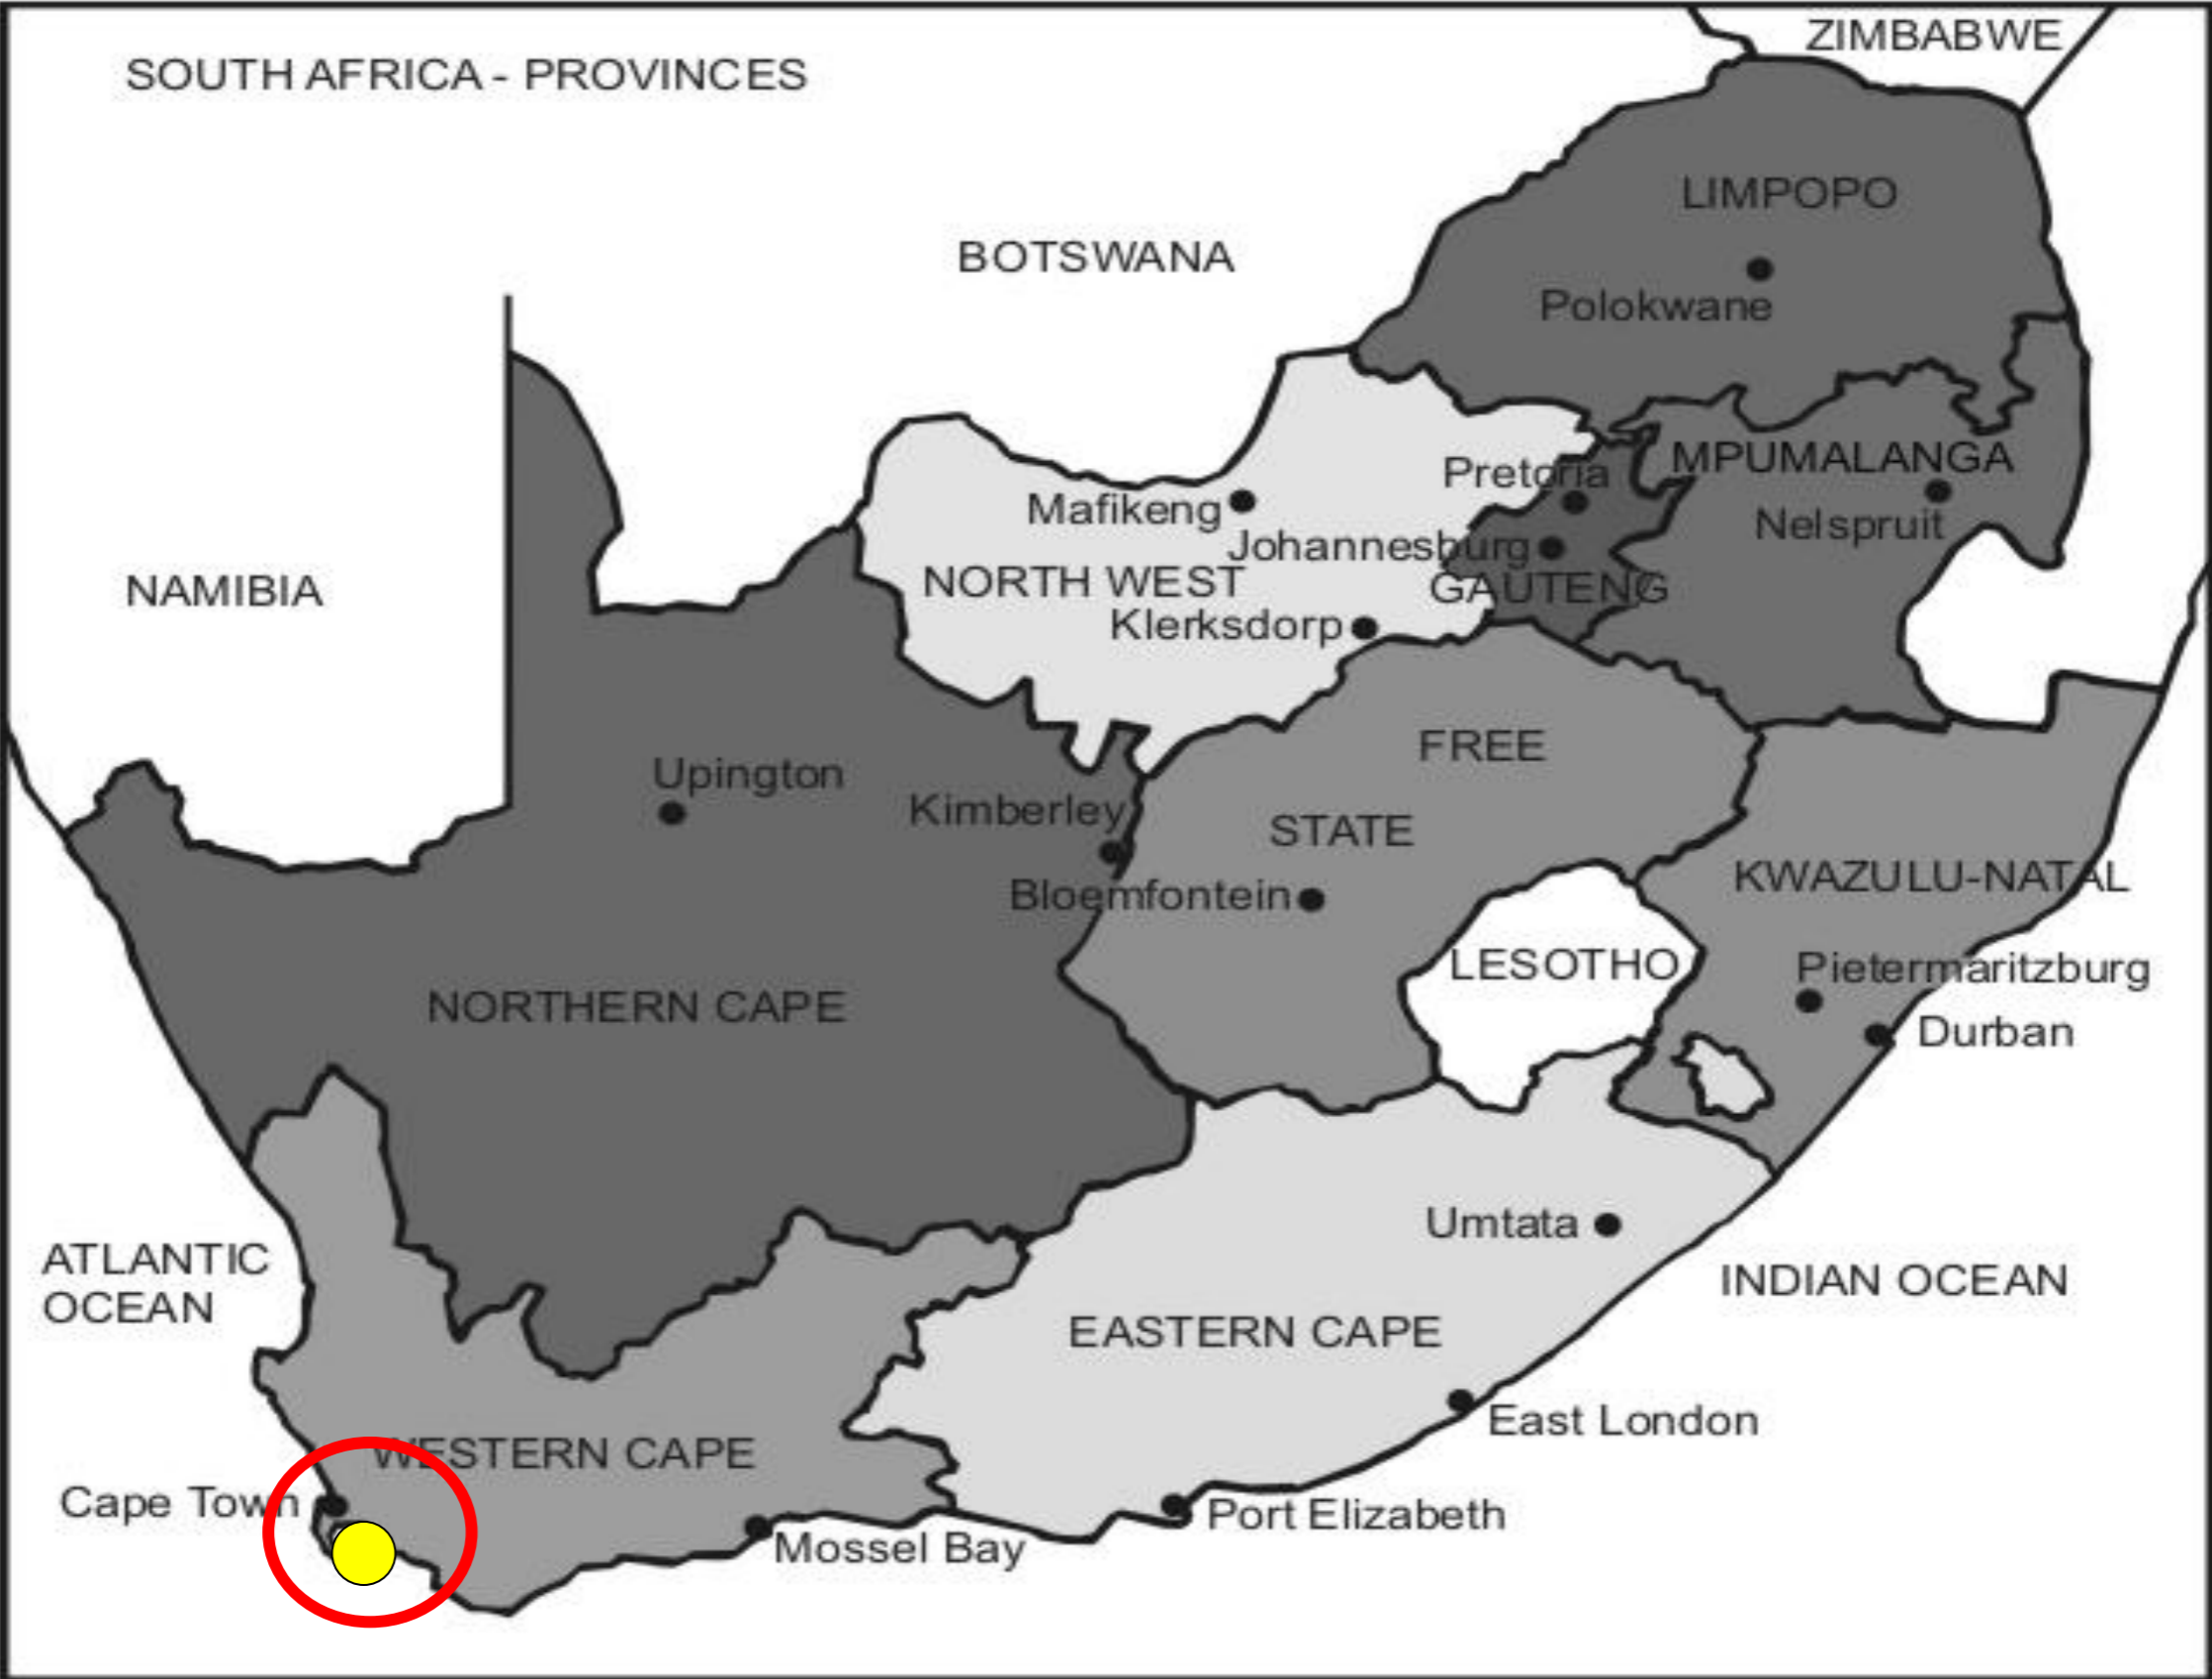 ZIMBABWE
SOUTH AFRICA - PROVINCES
LIMPOPO
BOTSWANA
Polokwane
MPUMALANGA
Pretoria
Mafikeng
Nelspruit
Johannesburg
NORTH WEST
GAUTENG
NAMIBIA
Klerksdorp
FREE
STATE
Upington
Kimberley
KWAZULU-NATAL
Bloemfontein
LESOTHO
Pietermaritzburg
NORTHERN CAPE
Durban
Umtata
ATLANTIC
OCEAN
INDIAN OCEAN
EASTERN CAPE
East London
WESTERN CAPE
Cape Town
Port Elizabeth
Mossel Bay